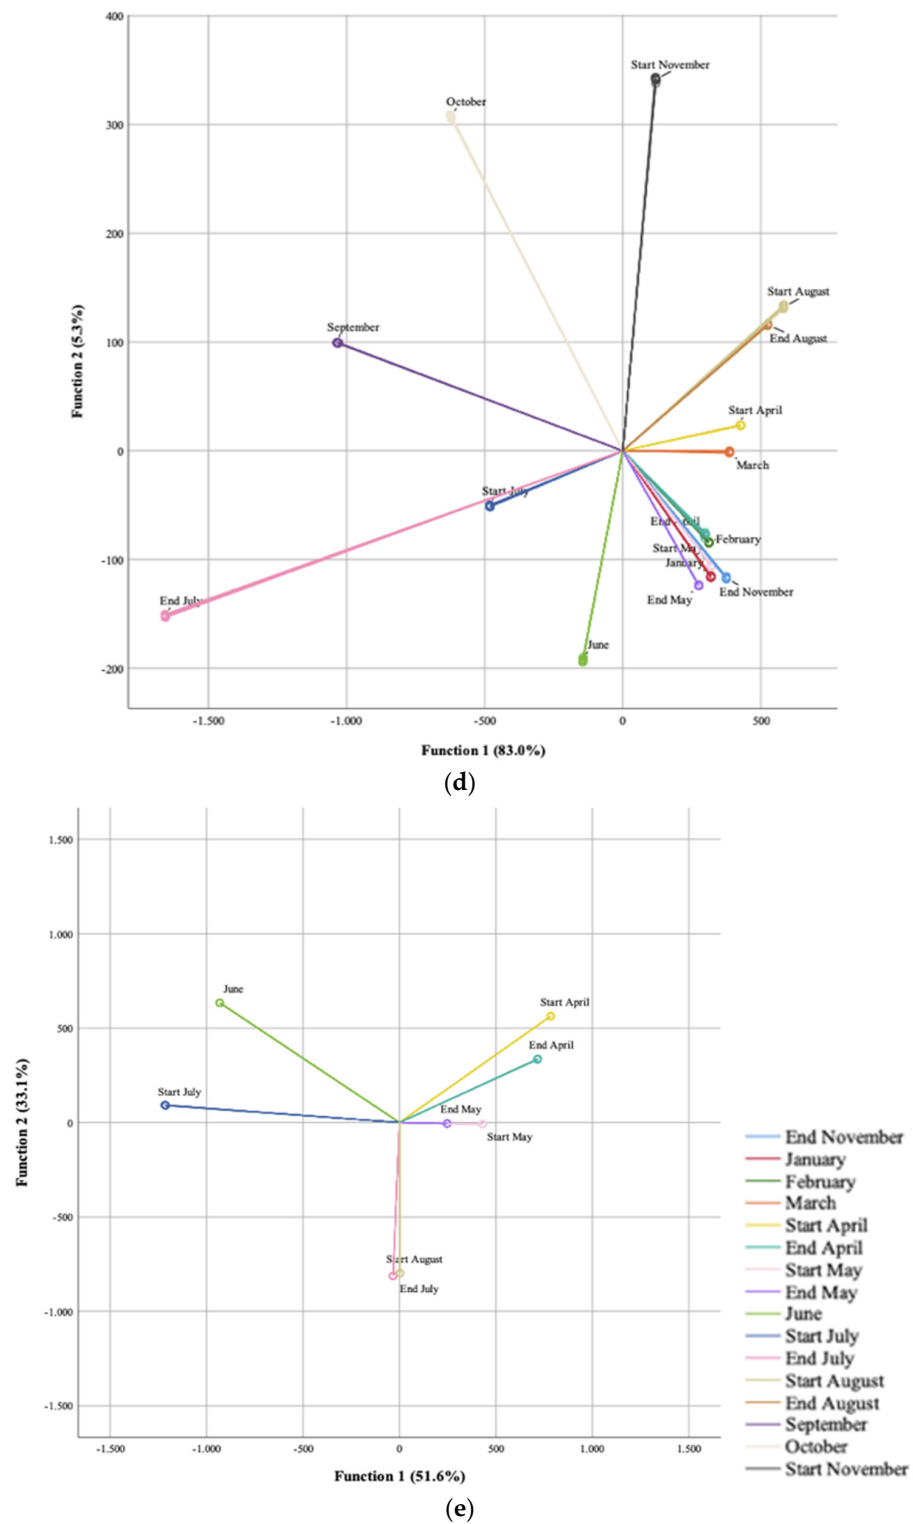 400
Start November
October
300
200
Start August
September
End August
100
Function 2 (5.3%)
Start April
0
March
Start July
End April
February
Start May
-100
January
End July
End May
End November
June
-200
-1.500
-1.000
-500
0
500
Function 1 (83.0%)
(d)
1.500
1.000
June
Start April
500
End April
Start July
End May
0
Start May
Function 2 (33.1%)
-500
Start August
End July
-1.000
-1.500
-1.500
-1.000
-500
0
500
1.000
1.500
Function 1 (51.6%)
(e)
End November
January
February
March
Start April
End April
Start May
End May
June
Start July
End July
Start August
End August
September
October
Start November